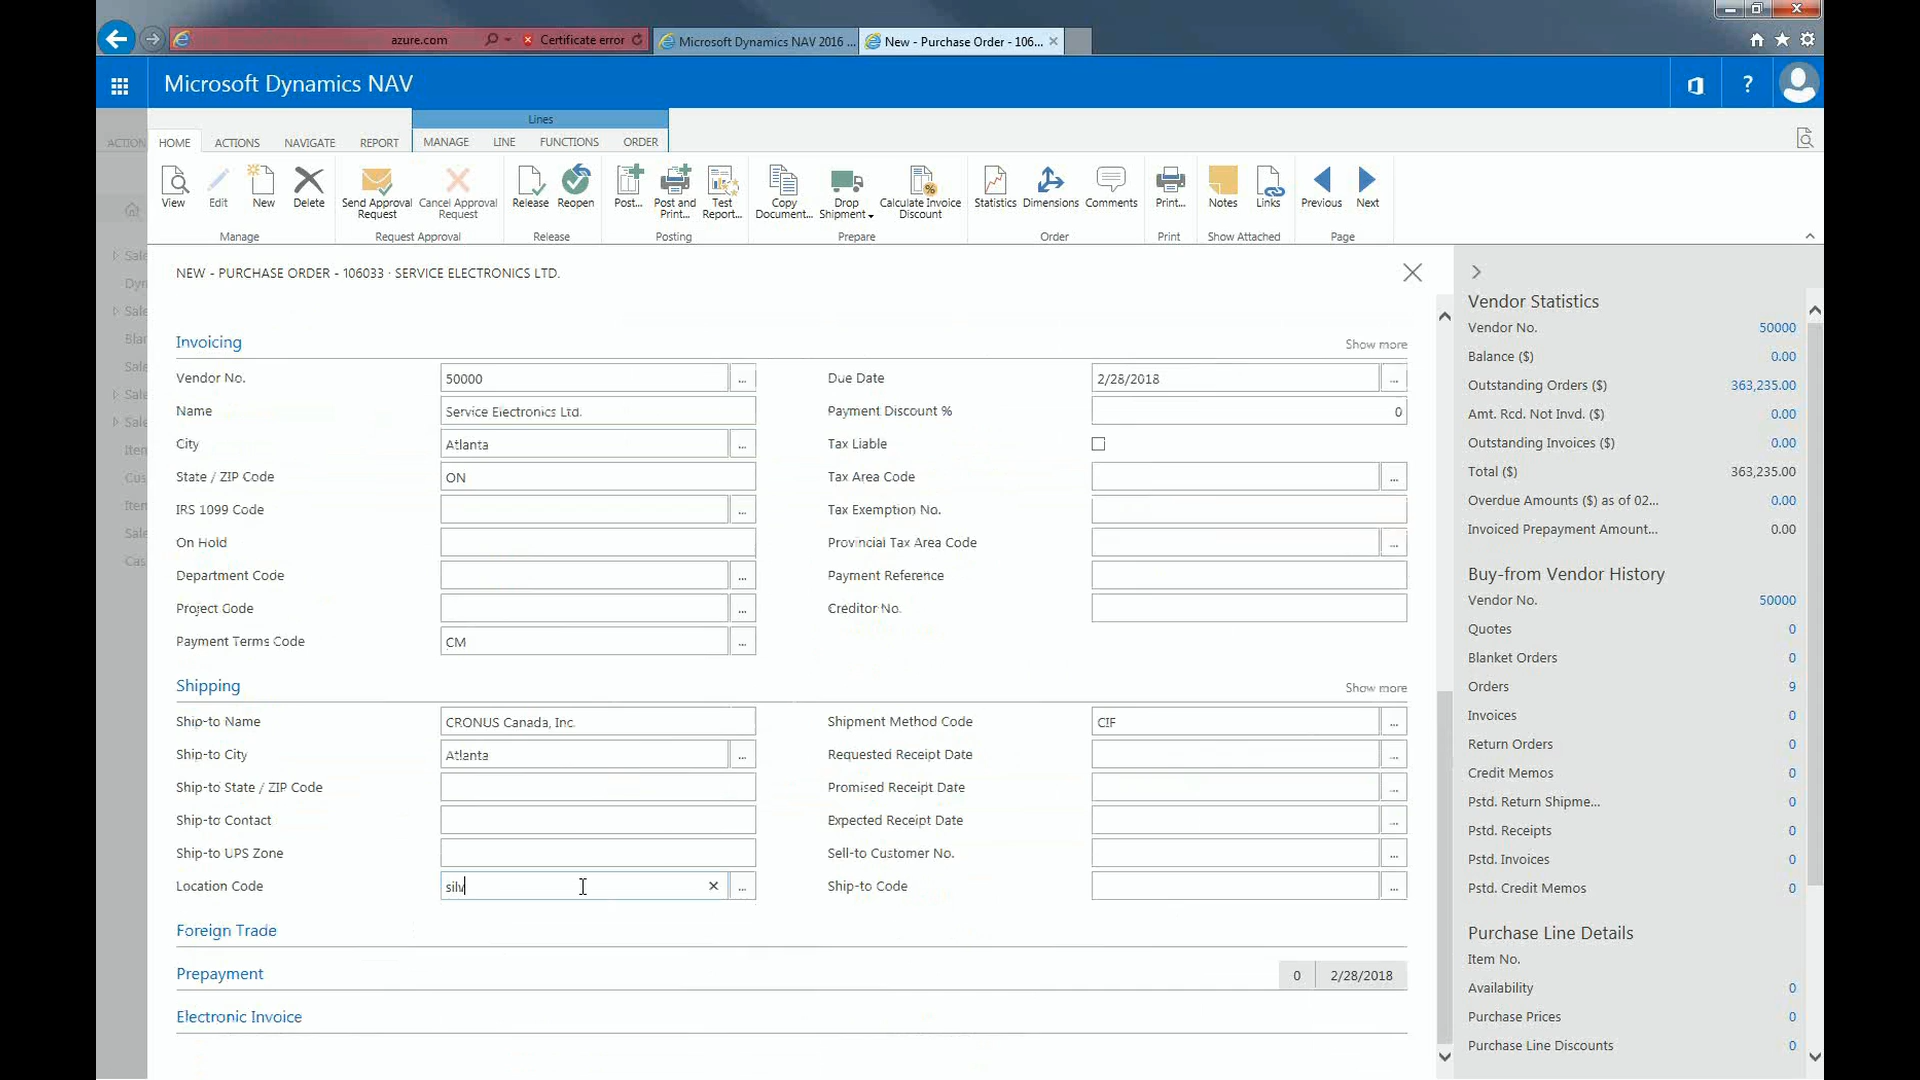 azure.com
Certificate error
Microsoft Dynamics NAV 2016 ...
New - Purchase Order - 106...
Microsoft Dynamics NAV
?
Lines
ACTION
HOME
ACTIONS
NAVIGATE
REPORT
MANAGE
LINE
FUNCTIONS
ORDER
View
Edit
New
Delete
Send Approval
Request
Cancel Approval
Request
Release
Reopen
Post...
Post and
Print...
Test
Report...
Copy
Document...
Drop
Shipment
Calculate Invoice
Discount
Statistics
Dimensions
Comments
Print...
Notes
Links
Previous
Next
Manage
Request Approval
Release
Posting
Prepare
Order
Print
Show Attached
Page
Sale
Dyn
Sale
Blan
Sale
Sale
Sale
Item
Cus
Item
Sale
Cas
NEW - PURCHASE ORDER - 106033 · SERVICE ELECTRONICS LTD.
Invoicing
Show more
Vendor No.
50000
...
Due Date
2/28/2018
...
Name
Service Electronics Ltd.
Payment Discount %
0
City
Atlanta
...
Tax Liable
State / ZIP Code
ON
Tax Area Code
...
IRS 1099 Code
...
Tax Exemption No.
On Hold
Provincial Tax Area Code
...
Department Code
...
Payment Reference
Project Code
...
Creditor No.
Payment Terms Code
CM
...
Shipping
Show more
Ship-to Name
CRONUS Canada, Inc.
Shipment Method Code
CIF
...
Ship-to City
Atlanta
...
Requested Receipt Date
...
Ship-to State / ZIP Code
Promised Receipt Date
...
Ship-to Contact
Expected Receipt Date
...
Ship-to UPS Zone
Sell-to Customer No.
...
Location Code
silv
...
Ship-to Code
...
Foreign Trade
Prepayment
0
2/28/2018
Electronic Invoice
Vendor Statistics
Vendor No.
50000
Balance ($)
0.00
Outstanding Orders ($)
363,235.00
Amt. Rcd. Not Invd. ($)
0.00
Outstanding Invoices ($)
0.00
Total ($)
363,235.00
Overdue Amounts ($) as of 02...
0.00
Invoiced Prepayment Amount...
0.00
Buy-from Vendor History
Vendor No.
50000
Quotes
0
Blanket Orders
0
Orders
9
Invoices
0
Return Orders
0
Credit Memos
0
Pstd. Return Shipme...
0
Pstd. Receipts
0
Pstd. Invoices
0
Pstd. Credit Memos
0
Purchase Line Details
Item No.
Availability
0
Purchase Prices
0
Purchase Line Discounts
0